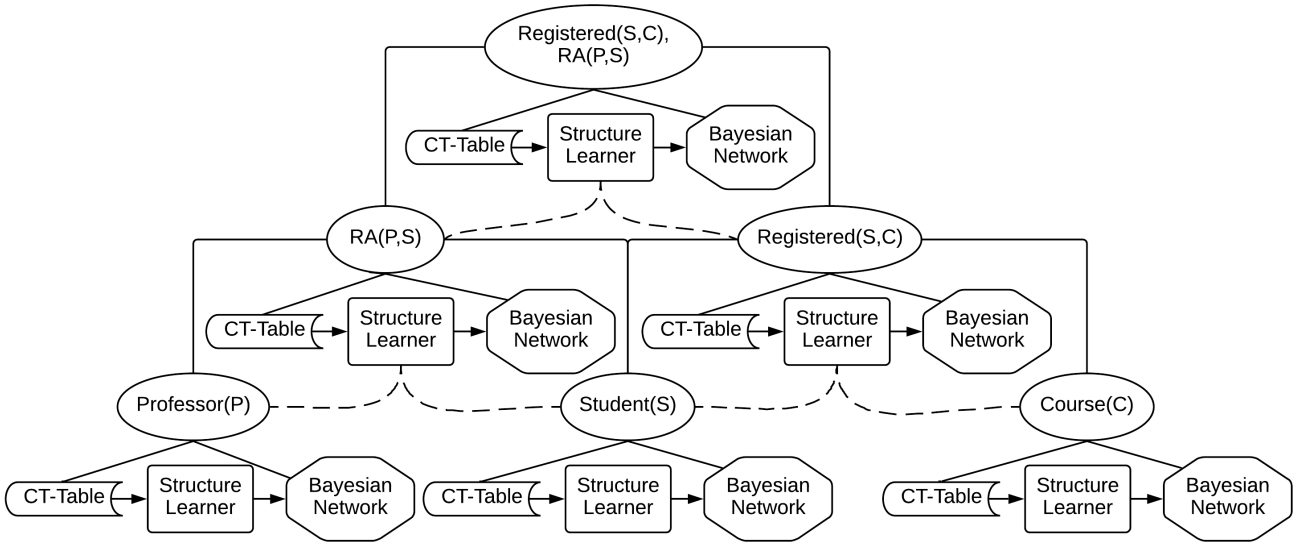 Registered(S,C),
RA(P,S)
CT-Table
Structure
Learner
Bayesian
Network
RA(P,S)
Registered(S,C)
CT-Table
Structure
Learner
Bayesian
Network
CT-Table
Structure
Learner
Bayesian
Network
Professor(P)
Student(S)
Course(C)
CT-Table
Structure
Learner
Bayesian
Network
CT-Table
Structure
Learner
Bayesian
Network
CT-Table
Structure
Learner
Bayesian
Network